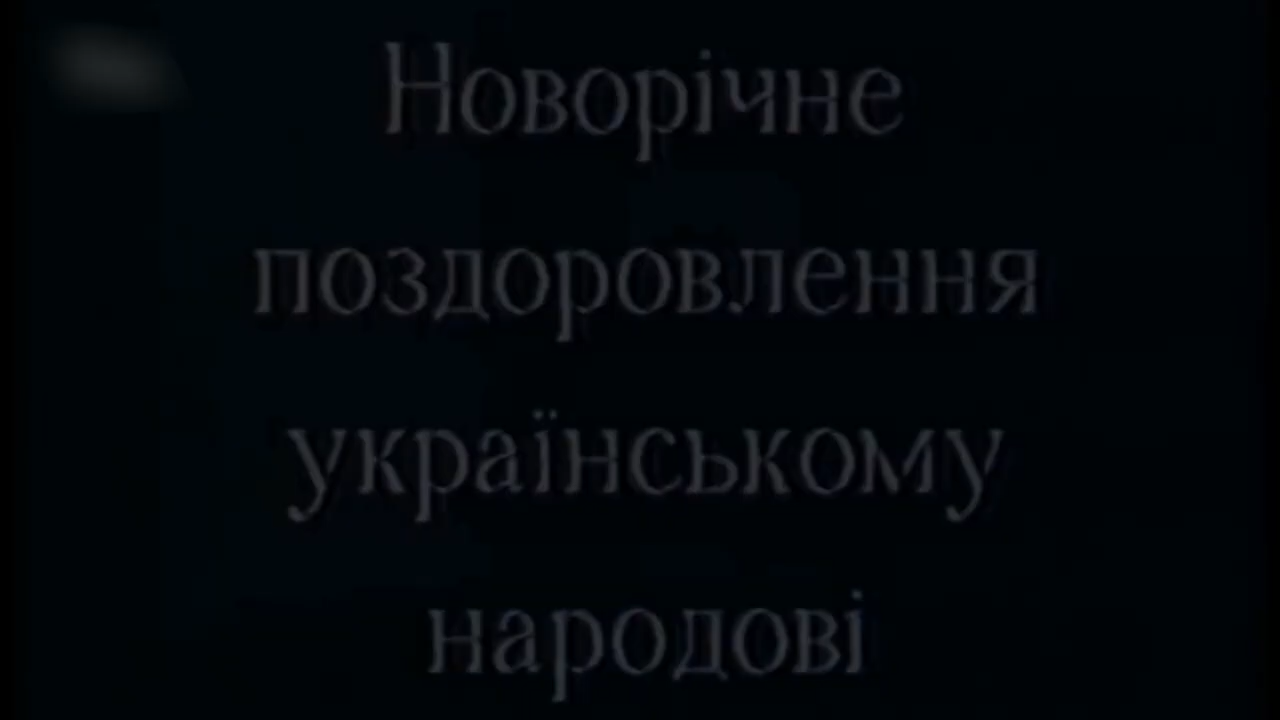 Новорічне
поздоровлення
українському
народові